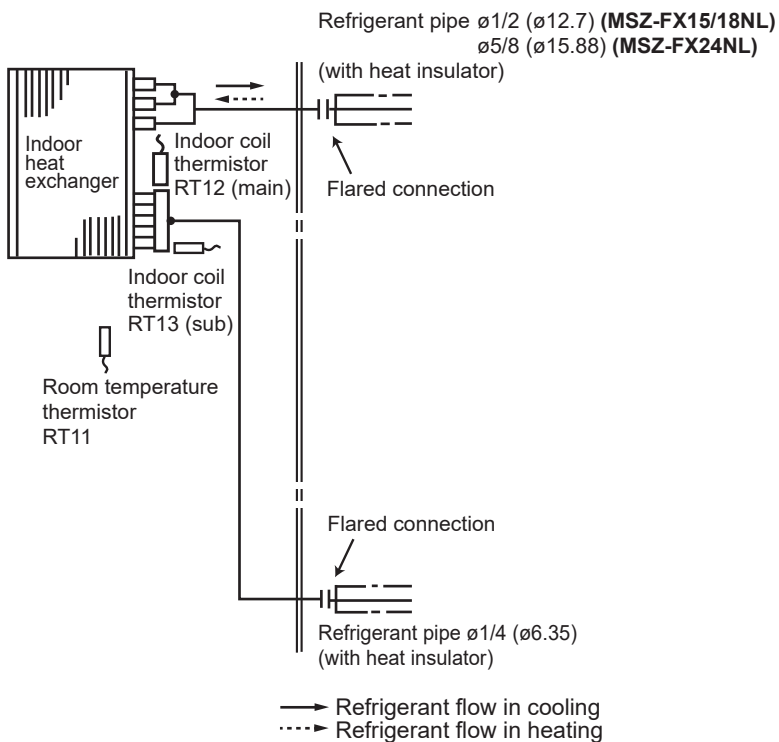 Refrigerant pipe ø1/2 (ø12.7) (MSZ-FX15/18NL)
ø5/8 (ø15.88) (MSZ-FX24NL)
(with heat insulator)
Indoor
heat
exchanger
Indoor coil
thermistor
RT12 (main)
Flared connection
Indoor coil
thermistor
RT13 (sub)
Room temperature
thermistor
RT11
Flared connection
Refrigerant pipe ø1/4 (ø6.35)
(with heat insulator)
Refrigerant flow in cooling
Refrigerant flow in heating